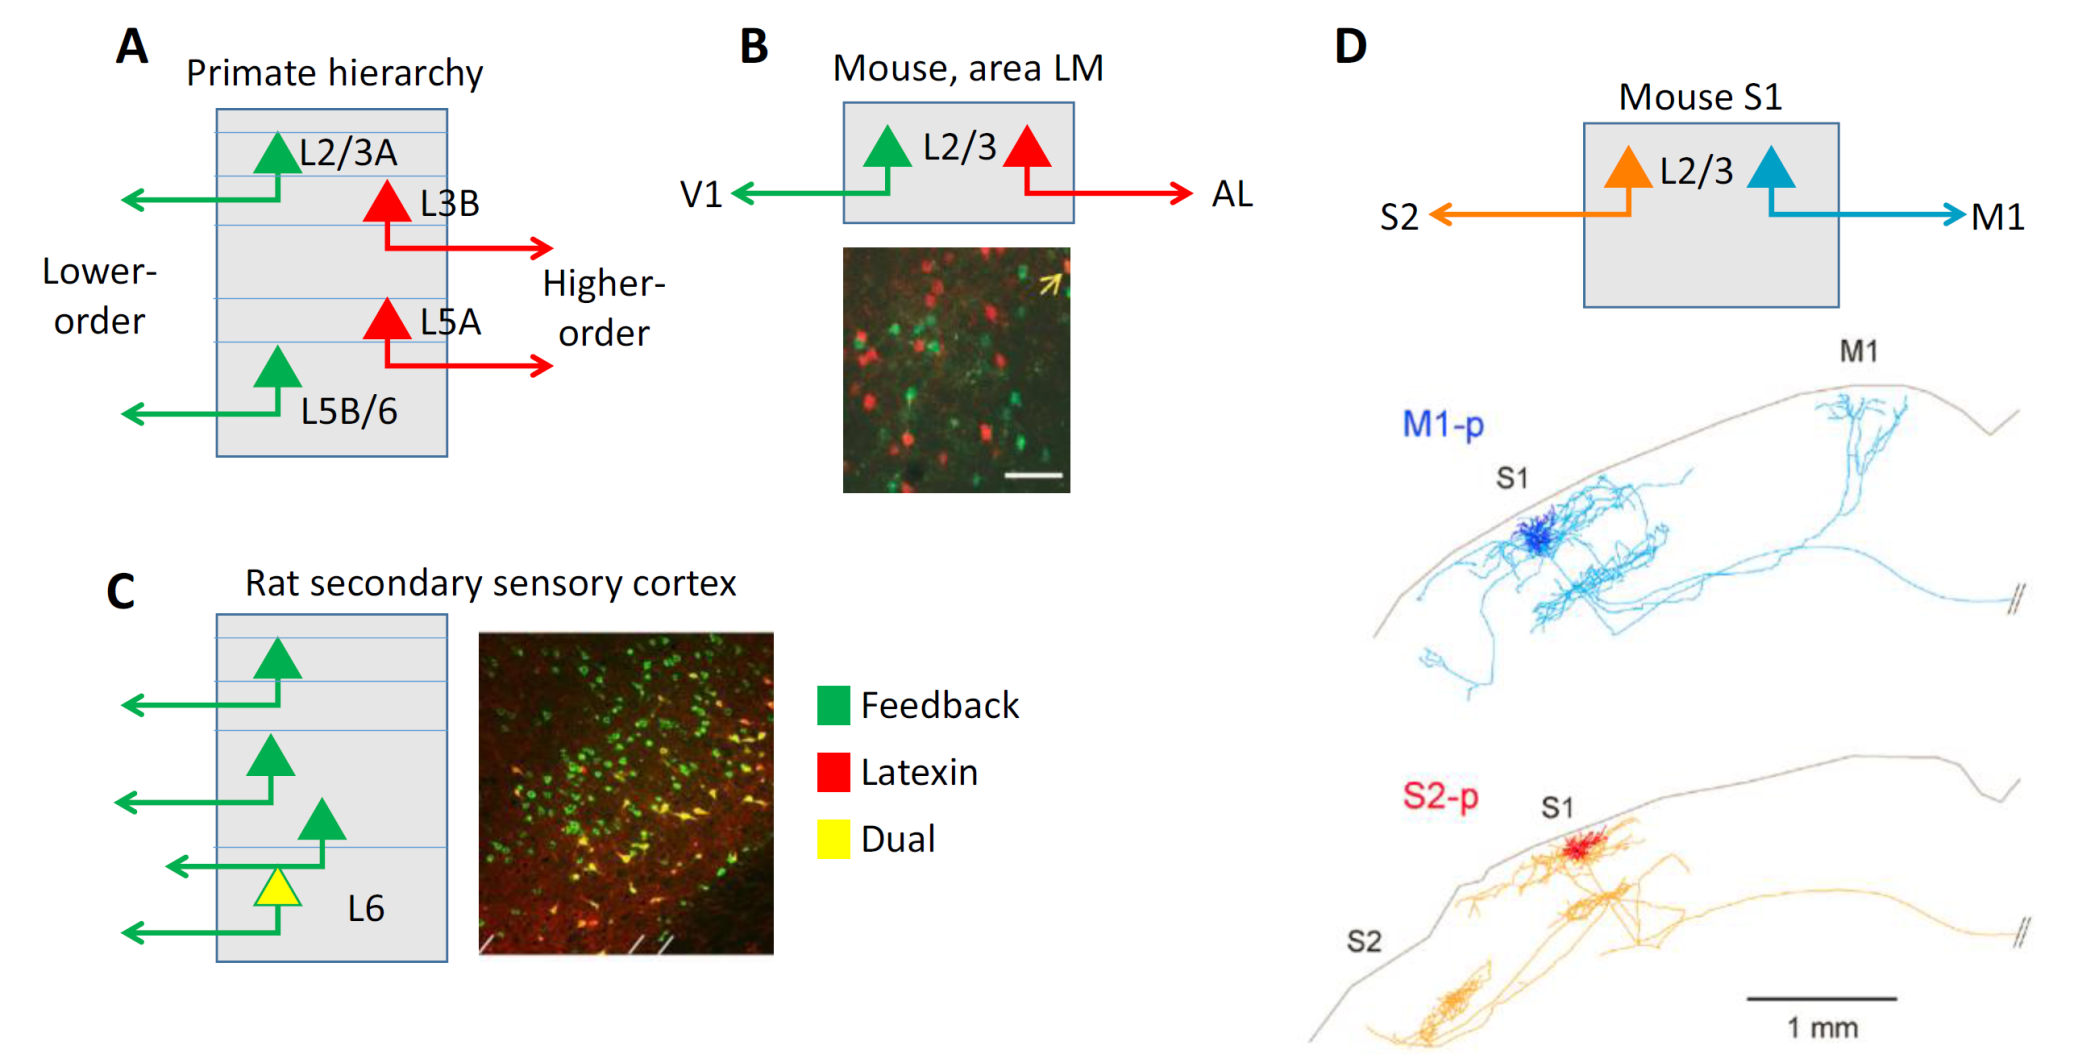 A
Primate hierarchy
L2/3A
L3B
Lower-
order
Higher-
order
L5A
L5B/6
B
Mouse, area LM
L2/3
V1
AL
C
Rat secondary sensory cortex
L6
Feedback
Latexin
Dual
D
Mouse S1
L2/3
S2
M1
M1
M1-p
S1
S2-p
S1
S2
1 mm